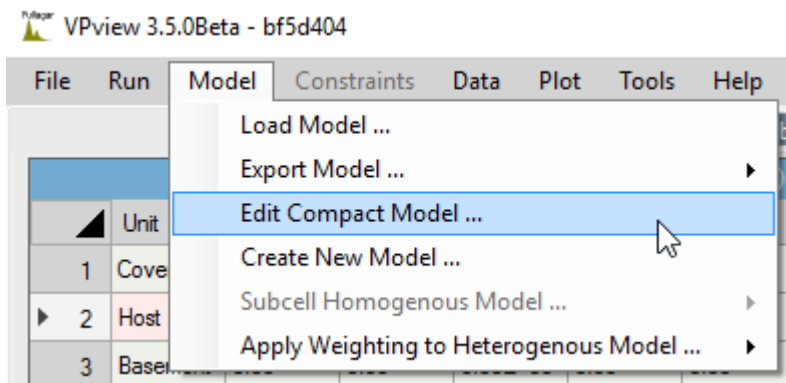 VPview 3.5.0Beta - bf5d404
File Run Model Constraints Data Plot Tools Help
Load Model ...
Export Model ...
Edit Compact Model ...
Unit
Create New Model ...
1 Cove
Subcell Homogenous Model ...
2 Host
Apply Weighting to Heterogenous Model ...
3